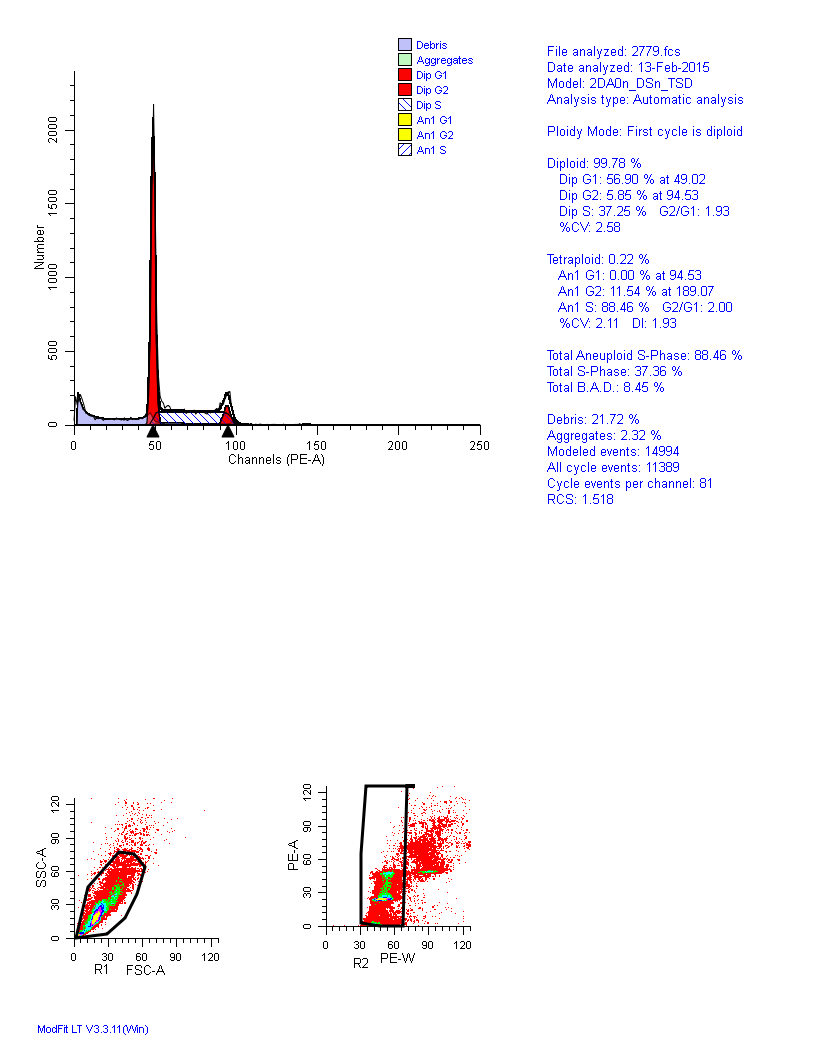 Debris
Aggregates
Dip G1
Dip G2
Dip S
An1 G1
An1 G2
An1 S
File analyzed: 2779.fcs
Date analyzed: 13-Feb-2015
Model: 2DA0n_DSn_TSD
Analysis type: Automatic analysis
Ploidy Mode: First cycle is diploid
Diploid: 99.78 %
Dip G1: 56.90 % at 49.02
Dip G2: 5.85 % at 94.53
Dip S: 37.25 % G2/G1: 1.93
%CV: 2.58
Tetraploid: 0.22 %
An1 G1: 0.00 % at 94.53
An1 G2: 11.54 % at 189.07
An1 S: 88.46 % G2/G1: 2.00
%CV: 2.11 DI: 1.93
Total Aneuploid S-Phase: 88.46 %
Total S-Phase: 37.36 %
Total B.A.D.: 8.45 %
Debris: 21.72 %
Aggregates: 2.32 %
Modeled events: 14994
All cycle events: 11389
Cycle events per channel: 81
RCS: 1.518
Number
2000
1500
1000
500
0
0 50 100 150 200 250
Channels (PE-A)
SSC-A
120
90
60
30
0
0 30 60 90 120
R1 FSC-A
PE-A
120
90
60
30
0
0 30 60 90 120
R2 PE-W
ModFit LT V3.3.11(Win)